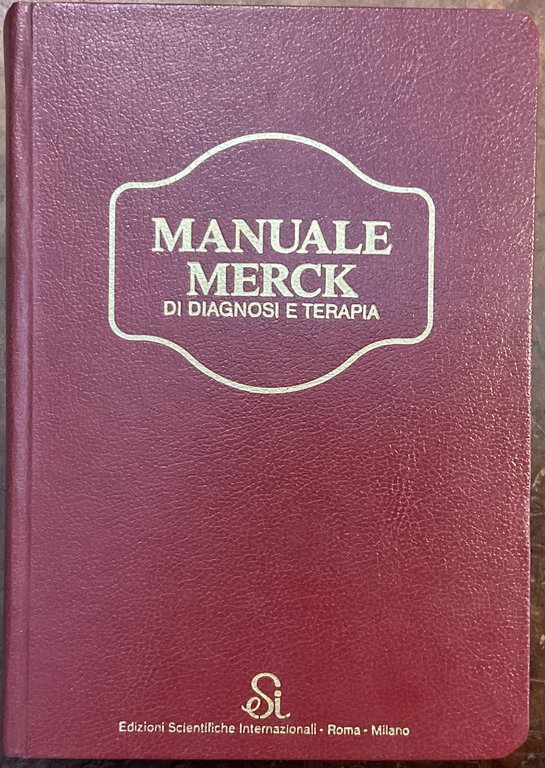 MANUALE
MERCK
DI DIAGNOSI E TERAPIA
eSi
Edizioni Scientifiche Internazionali - Roma - Milano